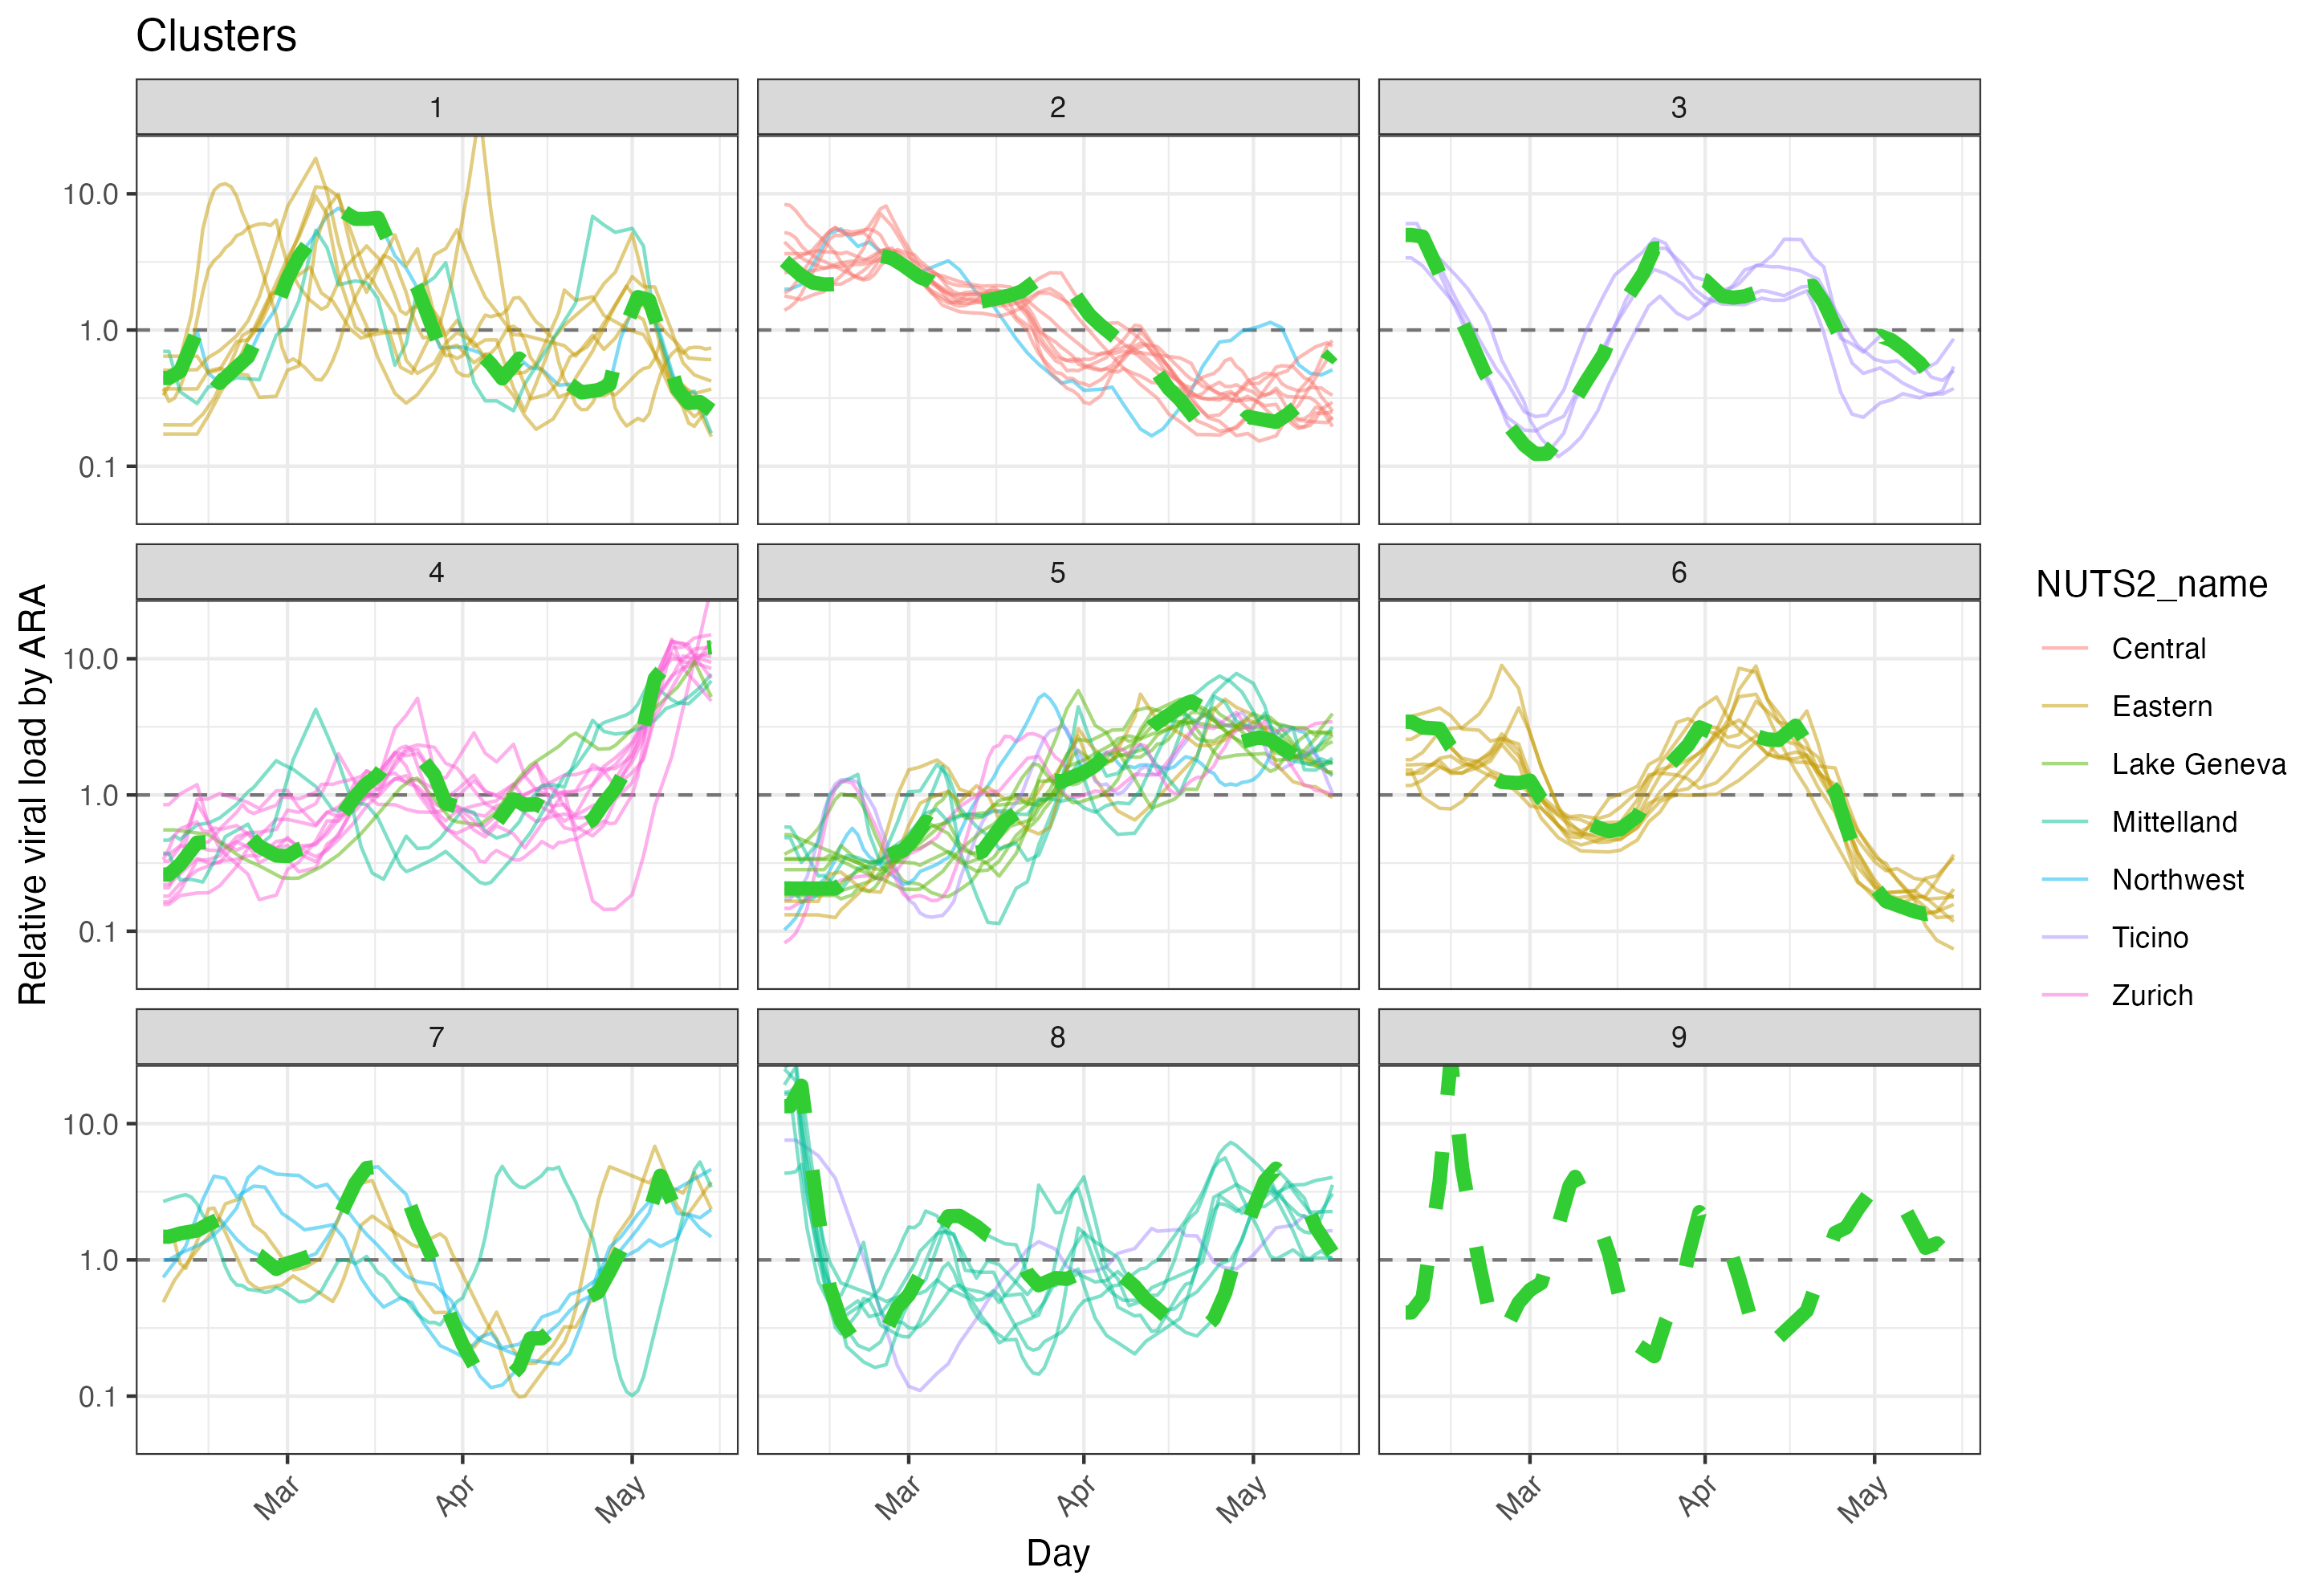 Clusters
1
2
3
10.0
1.0
0.1
4
5
6
10.0
1.0
0.1
7
8
9
10.0
1.0
0.1
Mar
Apr
May
Mar
Apr
May
Mar
Apr
May
Day
Relative viral load by ARA
NUTS2_name
Central
Eastern
Lake Geneva
Mittelland
Northwest
Ticino
Zurich